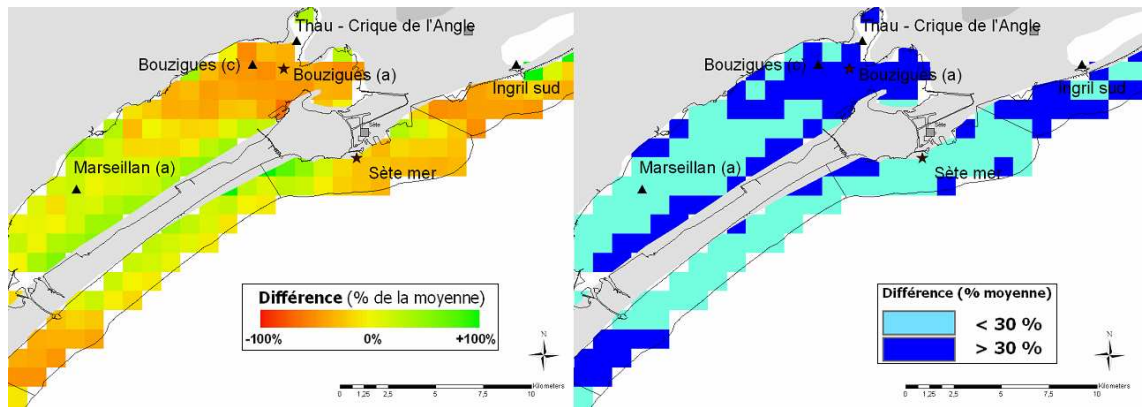 Thau - Crique de l'Angle
Bouzigues (c)
Bouzigues (a)
Ingril sud
Sète
Marseillan (a)
Sète mer
Différence (% de la moyenne)
-100% 0% +100%
N
0 1,25 2,5 5 7,5 10 Kilometers
Thau - Crique de l'Angle
Bouzigues (c)
Bouzigues (a)
Ingril sud
Sète
Marseillan (a)
Sète mer
Différence (% moyenne)
< 30 %
> 30 %
N
0 1,25 2,5 5 7,5 10 Kilometers